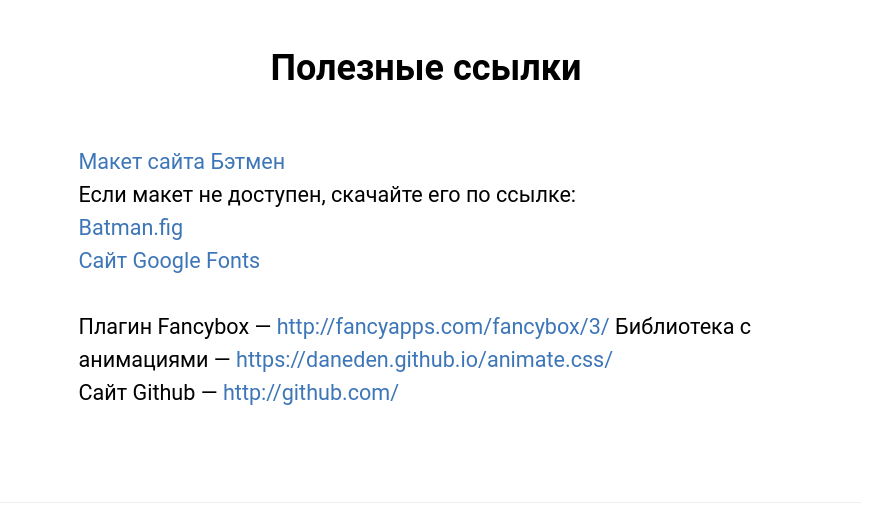 Полезные ссылки
Макет сайта Бэтмен
Если макет не доступен, скачайте его по ссылке:
Batman.fig
Сайт Google Fonts
Плагин Fancybox — http://fancyapps.com/fancybox/3/ Библиотека с
анимациями — https://daneden.github.io/animate.css/
Сайт Github — http://github.com/